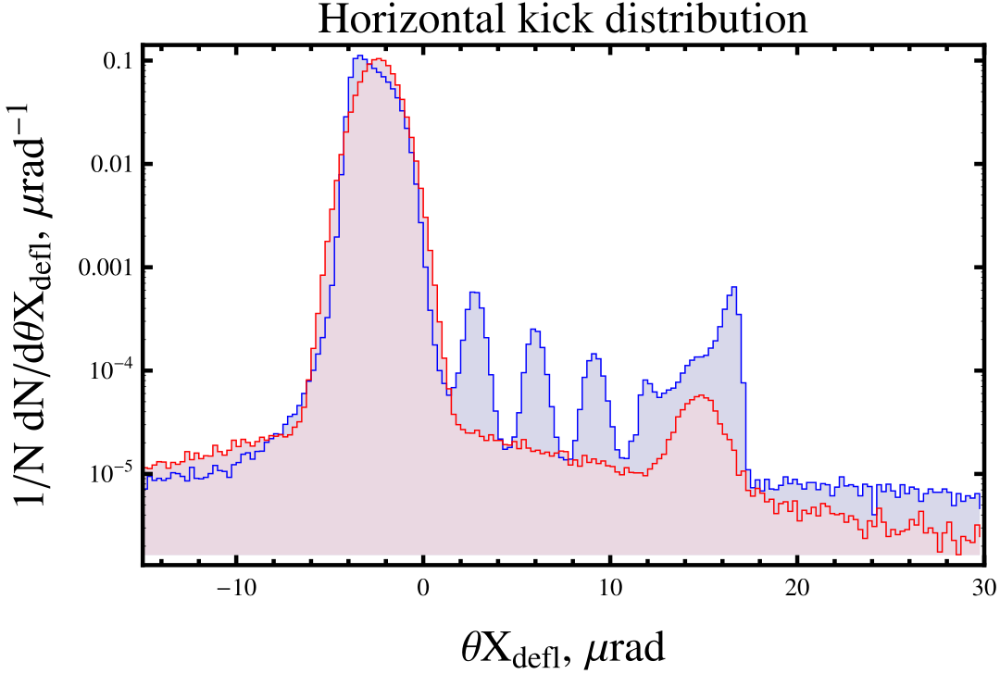 Horizontal kick distribution
1/N dN/dθX_defl, μrad⁻¹
0.1
0.01
0.001
10⁻⁴
10⁻⁵
−10 0 10 20 30
θX_defl, μrad